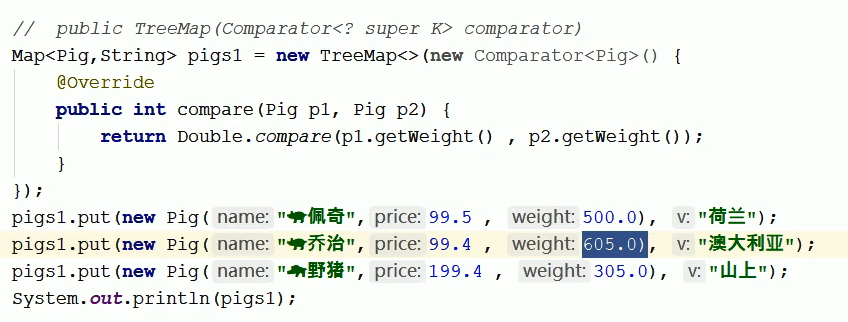 //  public TreeMap(Comparator<? super K> comparator)
Map<Pig,String> pigs1 = new TreeMap<>(new Comparator<Pig>() {
    @Override
    public int compare(Pig p1, Pig p2) {
        return Double.compare(p1.getWeight() , p2.getWeight());
    }
});
pigs1.put(new Pig( name: "🐖佩奇", price: 99.5 , weight: 500.0), v: "荷兰");
pigs1.put(new Pig( name: "🐖乔治", price: 99.4 , weight: 605.0), v: "澳大利亚");
pigs1.put(new Pig( name: "🐗野猪", price: 199.4 , weight: 305.0), v: "山上");
System.out.println(pigs1);